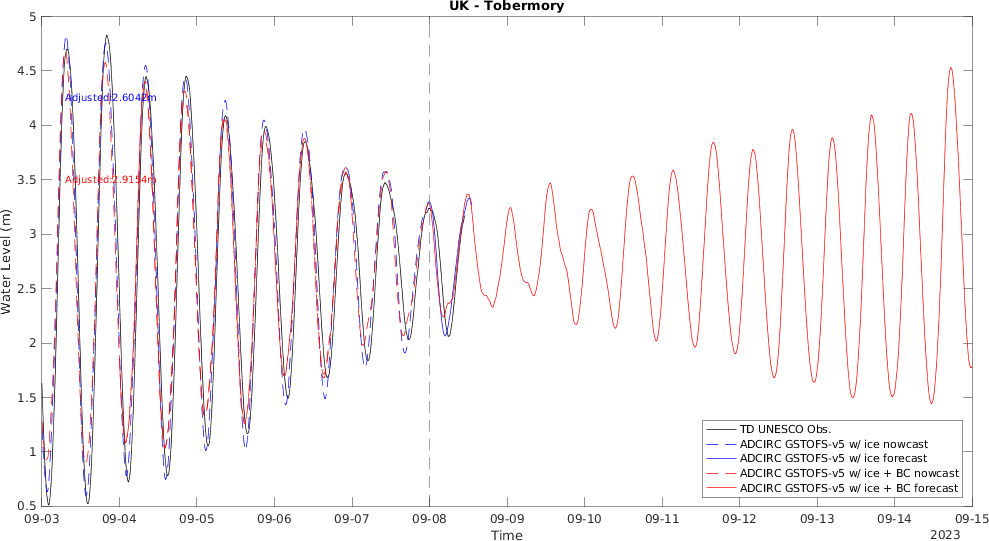 UK - Tobermory
5
4.5
4
3.5
3
2.5
2
1.5
1
0.5
Water Level (m)
Adjusted:2.6042m
Adjusted:2.9154m
TD UNESCO Obs.
ADCIRC GSTOFS-v5 w/ ice nowcast
ADCIRC GSTOFS-v5 w/ ice forecast
ADCIRC GSTOFS-v5 w/ ice + BC nowcast
ADCIRC GSTOFS-v5 w/ ice + BC forecast
09-03 09-04 09-05 09-06 09-07 09-08 09-09 09-10 09-11 09-12 09-13 09-14 09-15
Time
2023